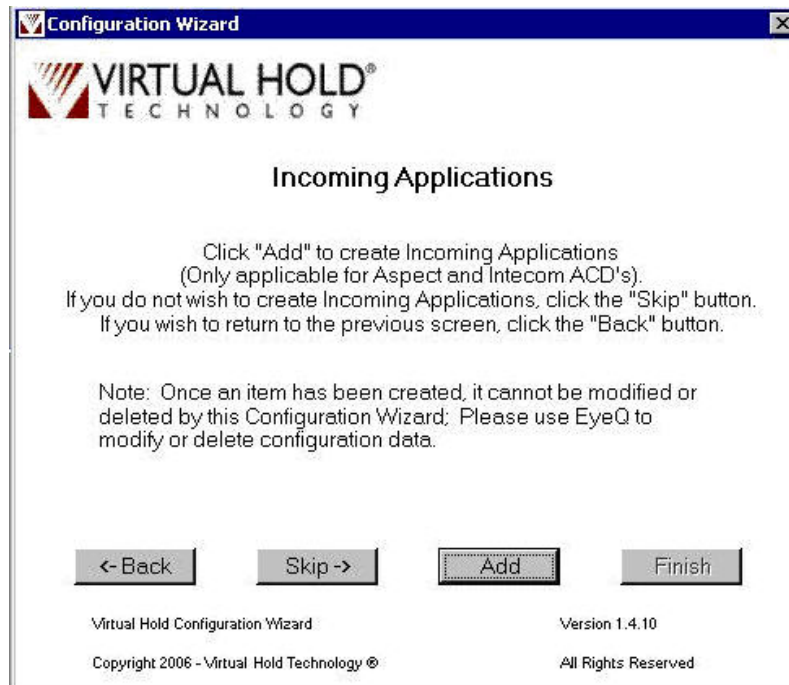 Configuration Wizard
VIRTUAL HOLD®
TECHNOLOGY
Incoming Applications
Click "Add" to create Incoming Applications
(Only applicable for Aspect and Intecom ACD's).
If you do not wish to create Incoming Applications, click the "Skip" button.
If you wish to return to the previous screen, click the "Back" button.
Note: Once an item has been created, it cannot be modified or
deleted by this Configuration Wizard; Please use EyeQ to
modify or delete configuration data.
<- Back Skip -> Add Finish
Virtual Hold Configuration Wizard Version 1.4.10
Copyright 2006 - Virtual Hold Technology ® All Rights Reserved